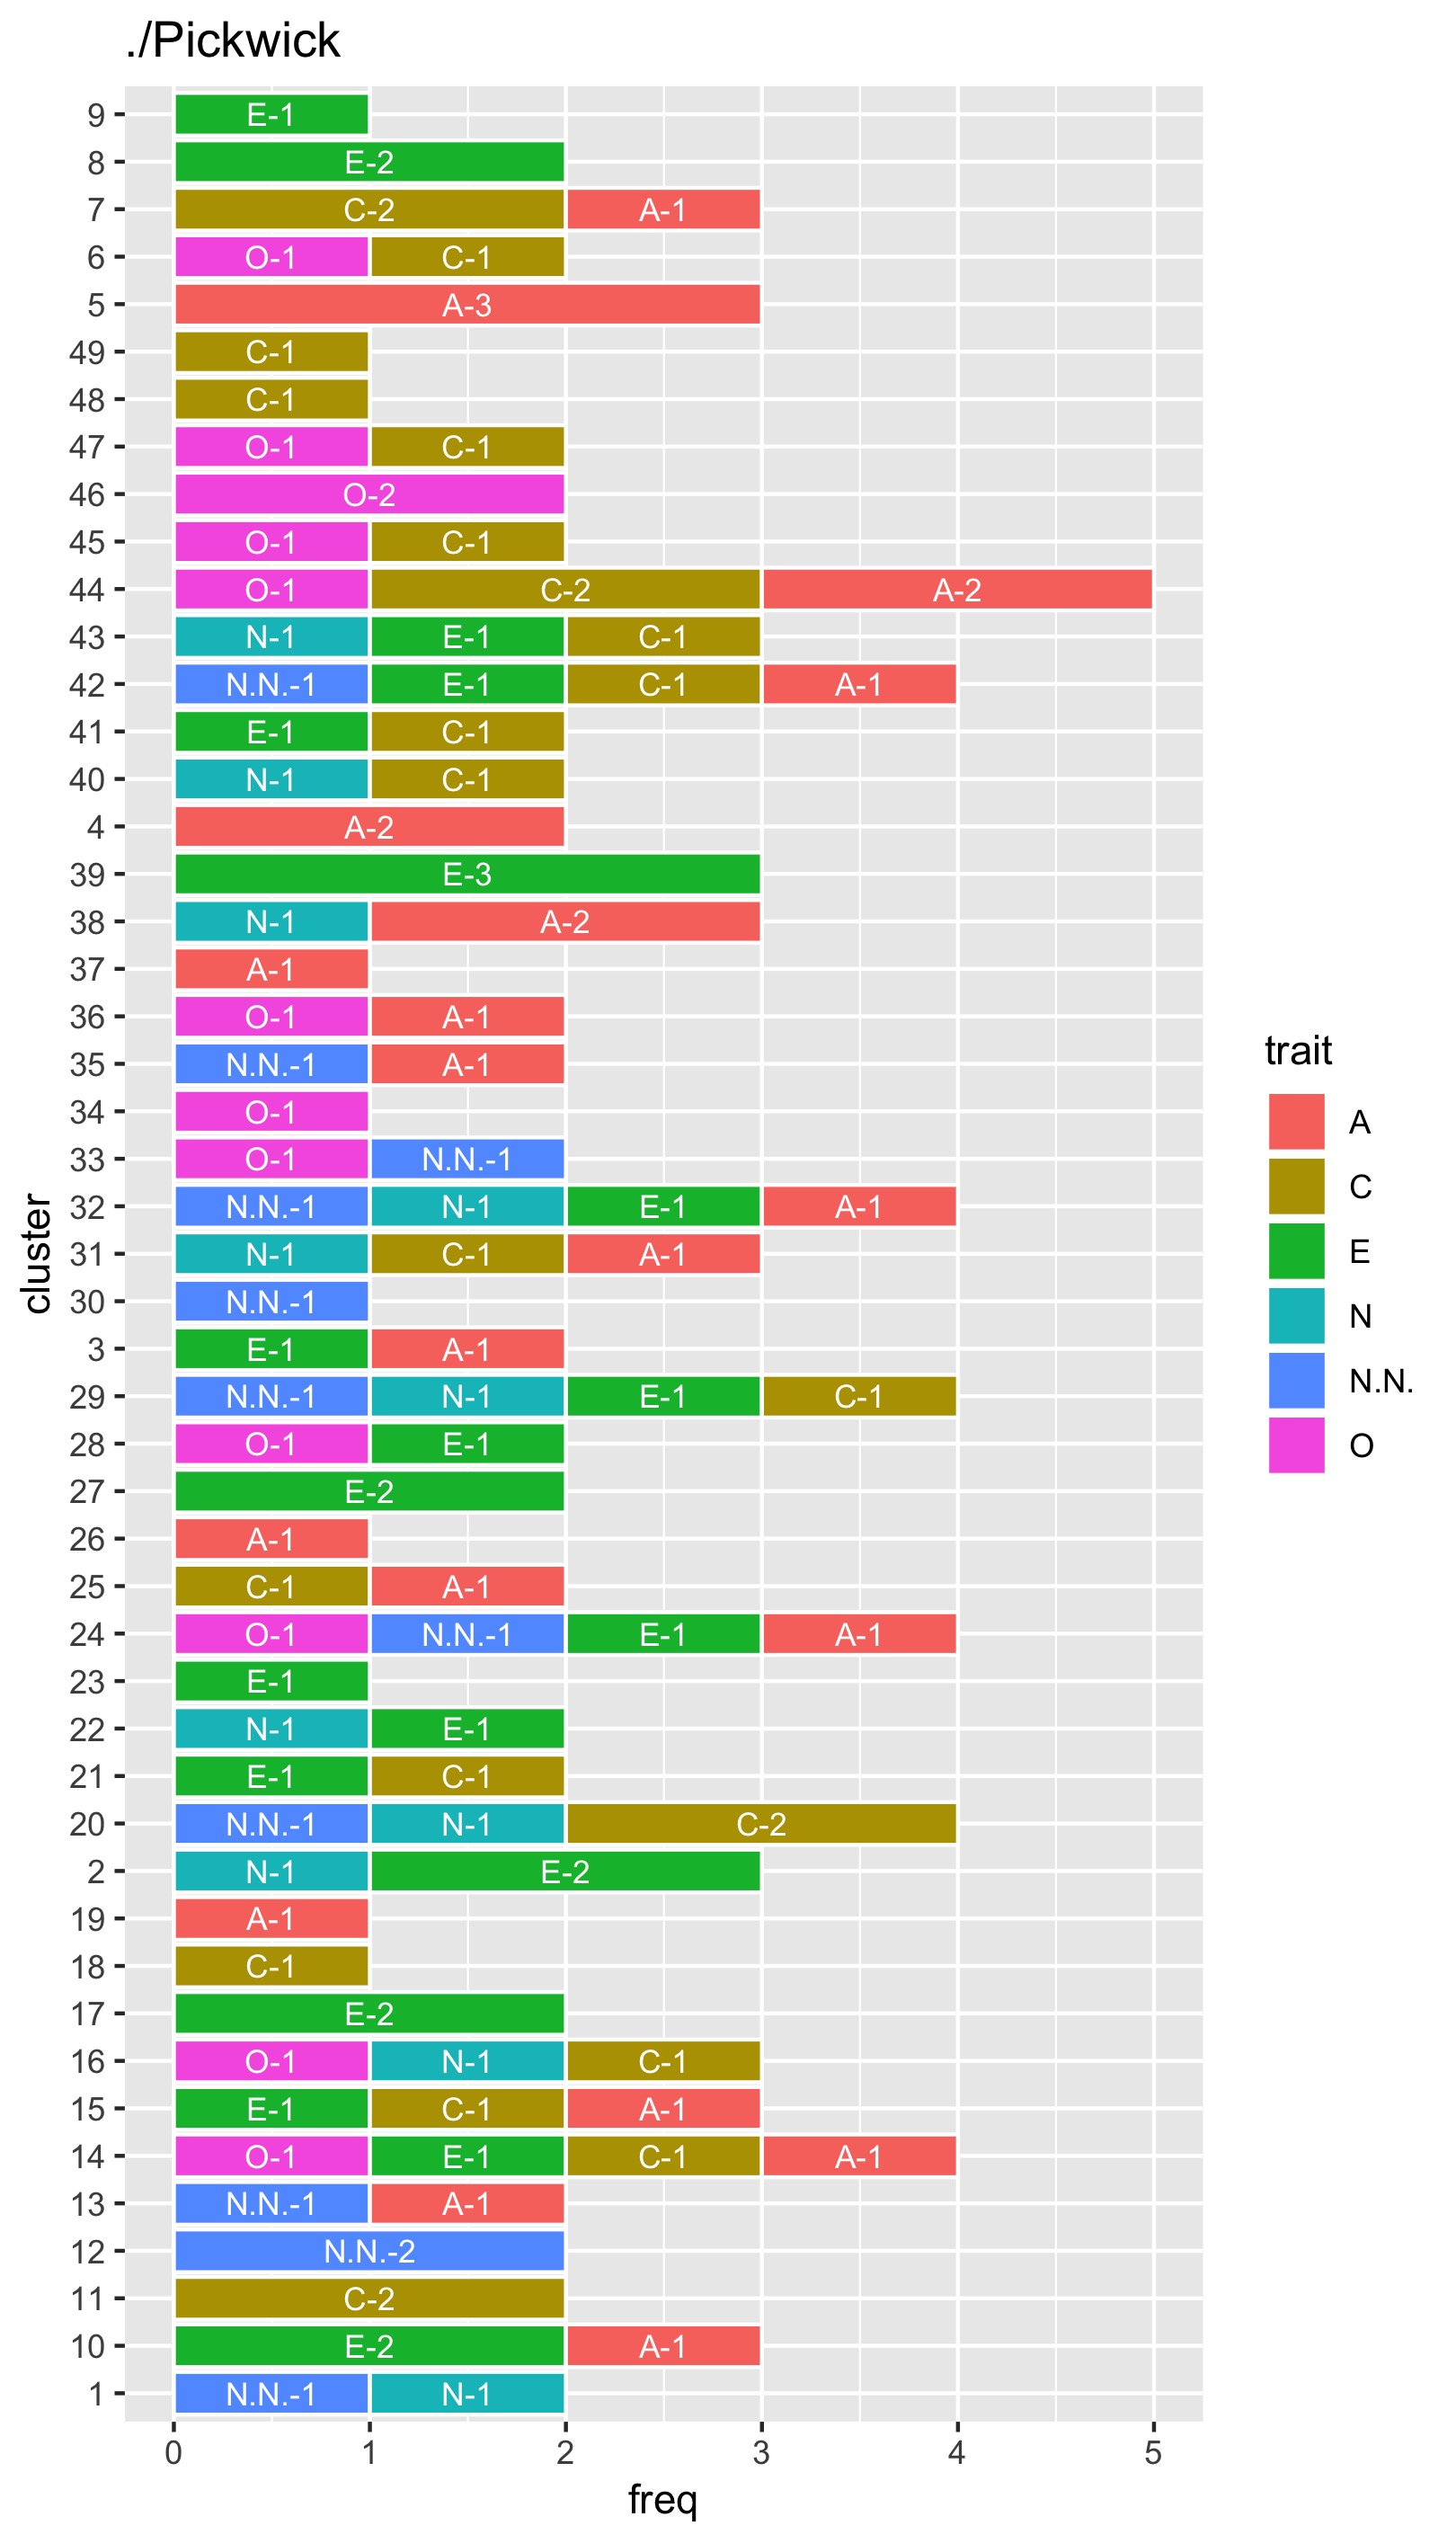 ./Pickwick
9 E-1
8 E-2
7 C-2 A-1
6 O-1 C-1
5 A-3
49 C-1
48 C-1
47 O-1 C-1
46 O-2
45 O-1 C-1
44 O-1 C-2 A-2
43 N-1 E-1 C-1
42 N.N.-1 E-1 C-1 A-1
41 E-1 C-1
40 N-1 C-1
4 A-2
39 E-3
38 N-1 A-2
37 A-1
36 O-1 A-1
35 N.N.-1 A-1
34 O-1
33 O-1 N.N.-1
32 N.N.-1 N-1 E-1 A-1
31 N-1 C-1 A-1
30 N.N.-1
3 E-1 A-1
29 N.N.-1 N-1 E-1 C-1
28 O-1 E-1
27 E-2
26 A-1
25 C-1 A-1
24 O-1 N.N.-1 E-1 A-1
23 E-1
22 N-1 E-1
21 E-1 C-1
20 N.N.-1 N-1 C-2
2 N-1 E-2
19 A-1
18 C-1
17 E-2
16 O-1 N-1 C-1
15 E-1 C-1 A-1
14 O-1 E-1 C-1 A-1
13 N.N.-1 A-1
12 N.N.-2
11 C-2
10 E-2 A-1
1 N.N.-1 N-1
0 1 2 3 4 5
freq
cluster
trait
A
C
E
N
N.N.
O